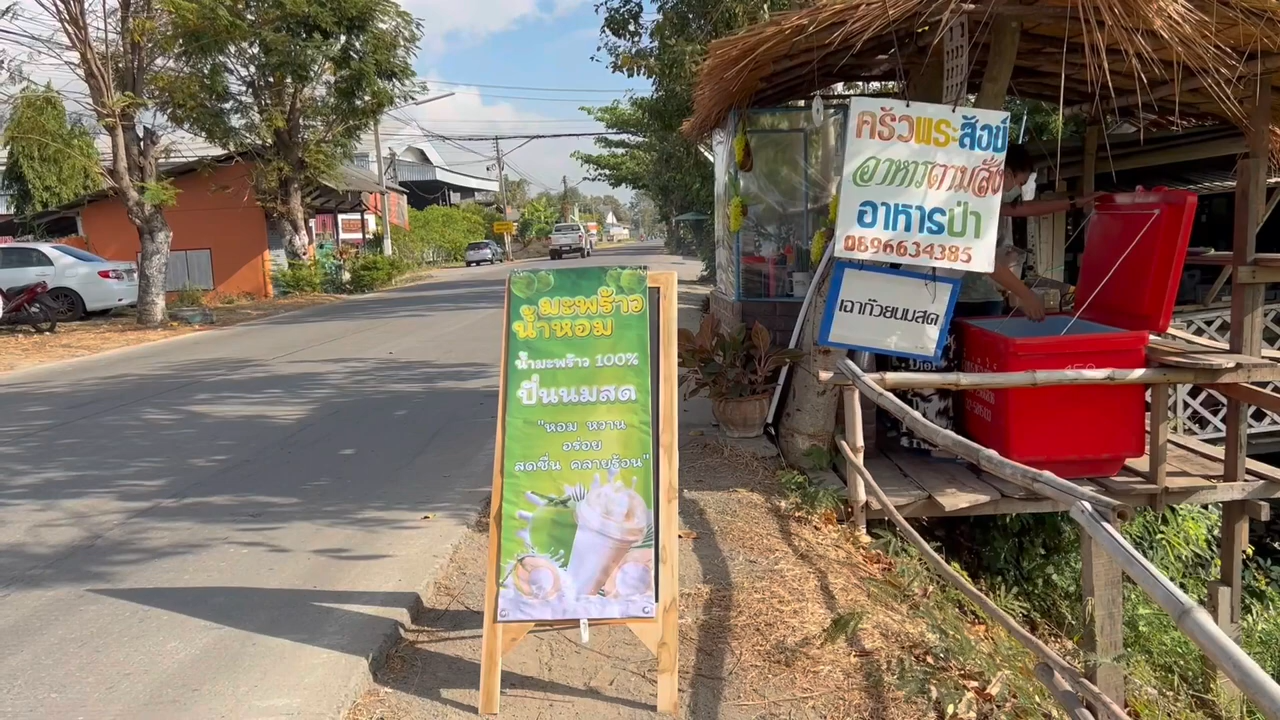 มะพร้าว
น้ำหอม
น้ำมะพร้าว 100%
ปั่นนมสด
"หอม หวาน
อร่อย
สดชื่น คลายร้อน"
ครัวพระสังข์
อาหารตามสั่ง
อาหารป่า
0896634385
เฉาก๊วยนมสด